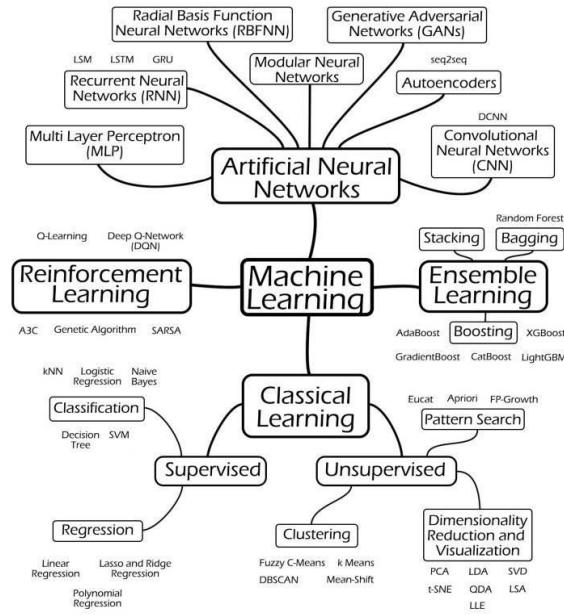 Radial Basis Function
Neural Networks (RBFNN)
Generative Adversarial
Networks (GANs)
LSM LSTM GRU
Recurrent Neural
Networks (RNN)
Modular Neural
Networks
seq2seq
Autoencoders
Multi Layer Perceptron
(MLP)
DCNN
Convolutional
Neural Networks
(CNN)
Artificial Neural
Networks
Q-Learning
Deep Q-Network
(DQN)
Reinforcement
Learning
A3C Genetic Algorithm SARSA
Machine
Learning
Random Forest
Stacking
Bagging
Ensemble
Learning
AdaBoost
Boosting
XGBoost
GradientBoost CatBoost LightGBM
Classical
Learning
kNN
Logistic
Regression
Naive
Bayes
Classification
Decision
Tree
SVM
Supervised
Regression
Linear
Regression
Lasso and Ridge
Regression
Polynomial
Regression
Unsupervised
Eucat Apriori FP-Growth
Pattern Search
Clustering
Fuzzy C-Means k Means
DBSCAN Mean-Shift
Dimensionality
Reduction and
Visualization
PCA LDA SVD
t-SNE QDA LSA
LLE